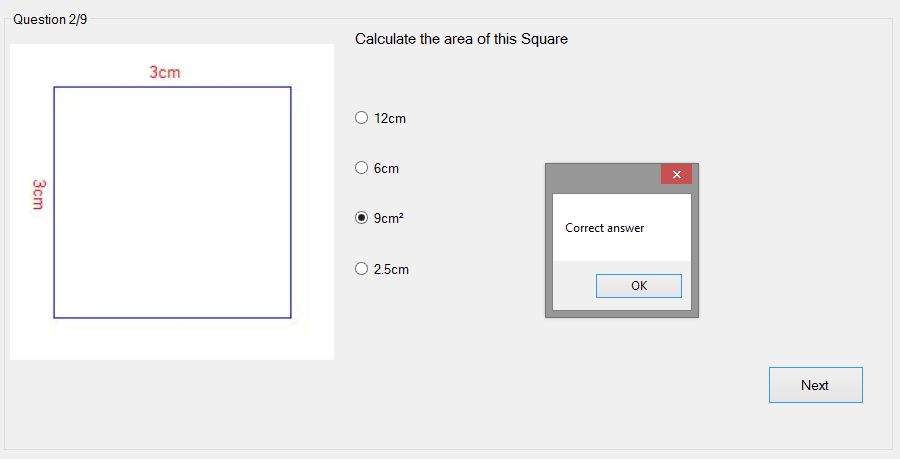 Question 2/9
Calculate the area of this Square
3cm
3cm
12cm
6cm
9cm²
2.5cm
Correct answer
OK
Next